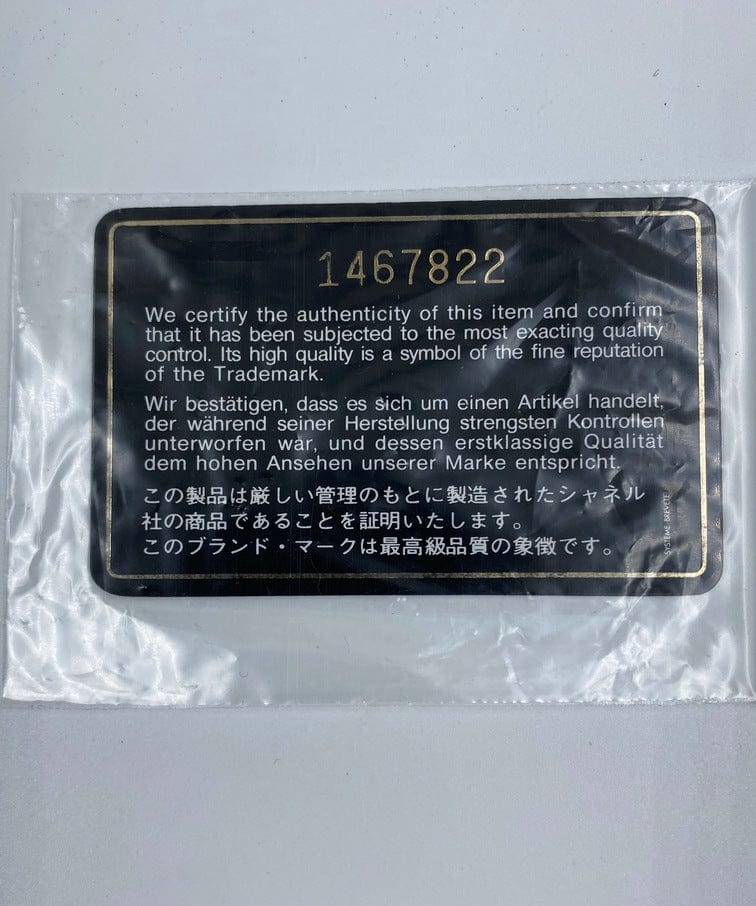 1467822
We certify the authenticity of this item and confirm
that it has been subjected to the most exacting quality
control. Its high quality is a symbol of the fine reputation
of the Trademark.
Wir bestätigen, dass es sich um einen Artikel handelt,
der während seiner Herstellung strengsten Kontrollen
unterworfen war, und dessen erstklassige Qualität
dem hohen Ansehen unserer Marke entspricht.
この製品は厳しい管理のもとに製造されたシャネル
社の商品であることを証明いたします。
このブランド・マークは最高級品質の象徴です。
SYSTEME BREVETE